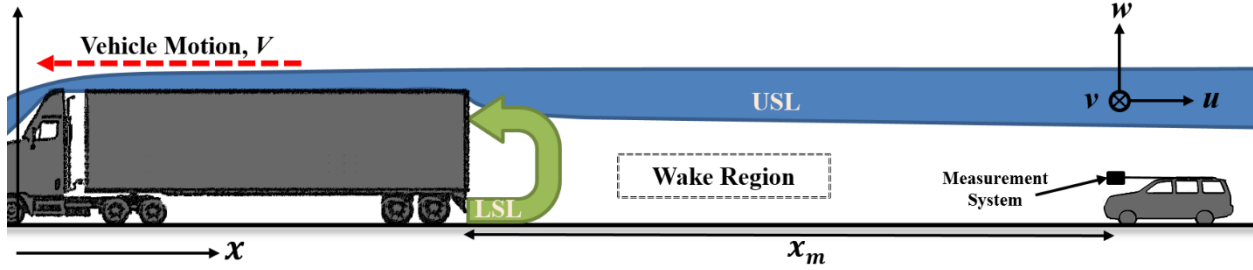 w
Vehicle Motion, V
USL
v
u
Wake Region
Measurement
System
LSL
x
x_m